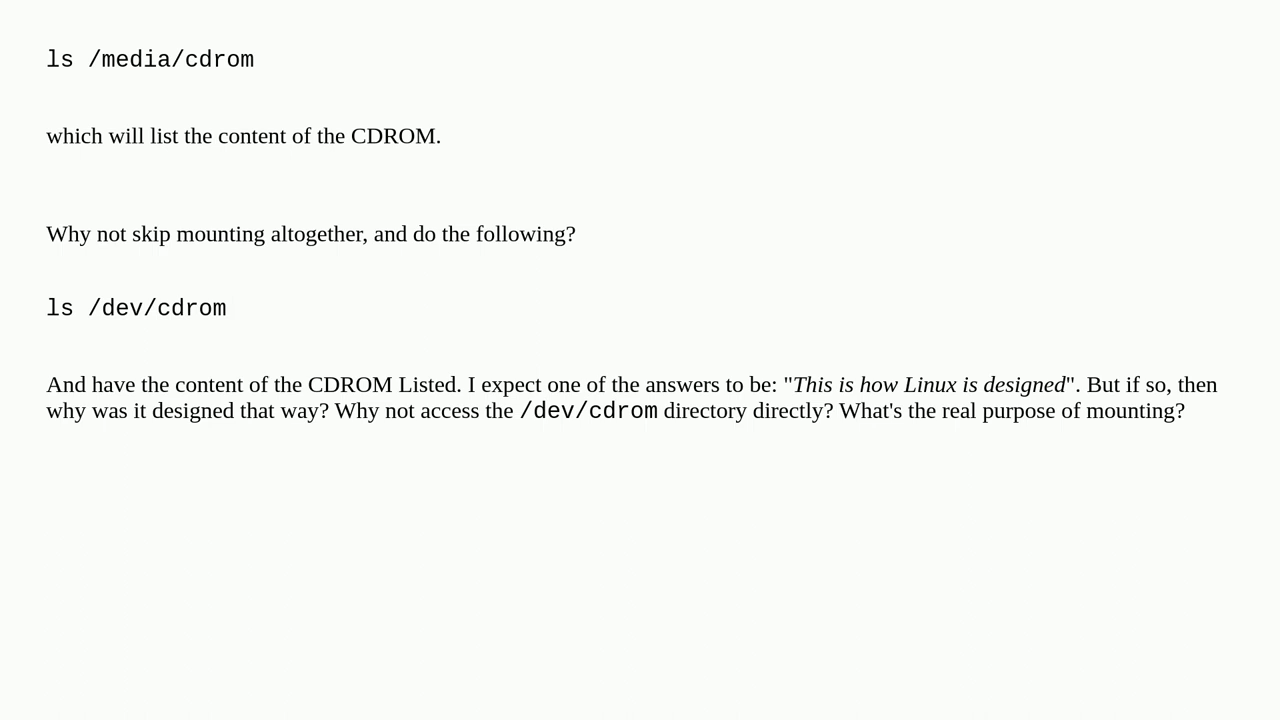 ls /media/cdrom
which will list the content of the CDROM.
Why not skip mounting altogether, and do the following?
ls /dev/cdrom
And have the content of the CDROM Listed. I expect one of the answers to be: "This is how Linux is designed". But if so, then
why was it designed that way? Why not access the /dev/cdrom directory directly? What's the real purpose of mounting?